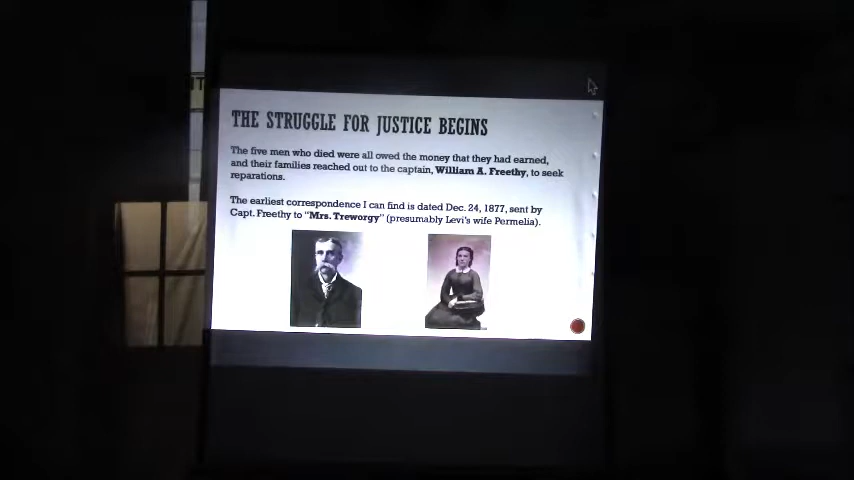 THE STRUGGLE FOR JUSTICE BEGINS
The five men who died were all owed the money that they had earned,
and their families reached out to the captain, William A. Freethy, to seek
reparations.
The earliest correspondence I can find is dated Dec. 24, 1877, sent by
Capt. Freethy to "Mrs. Treworgy" (presumably Levi's wife Permelia).